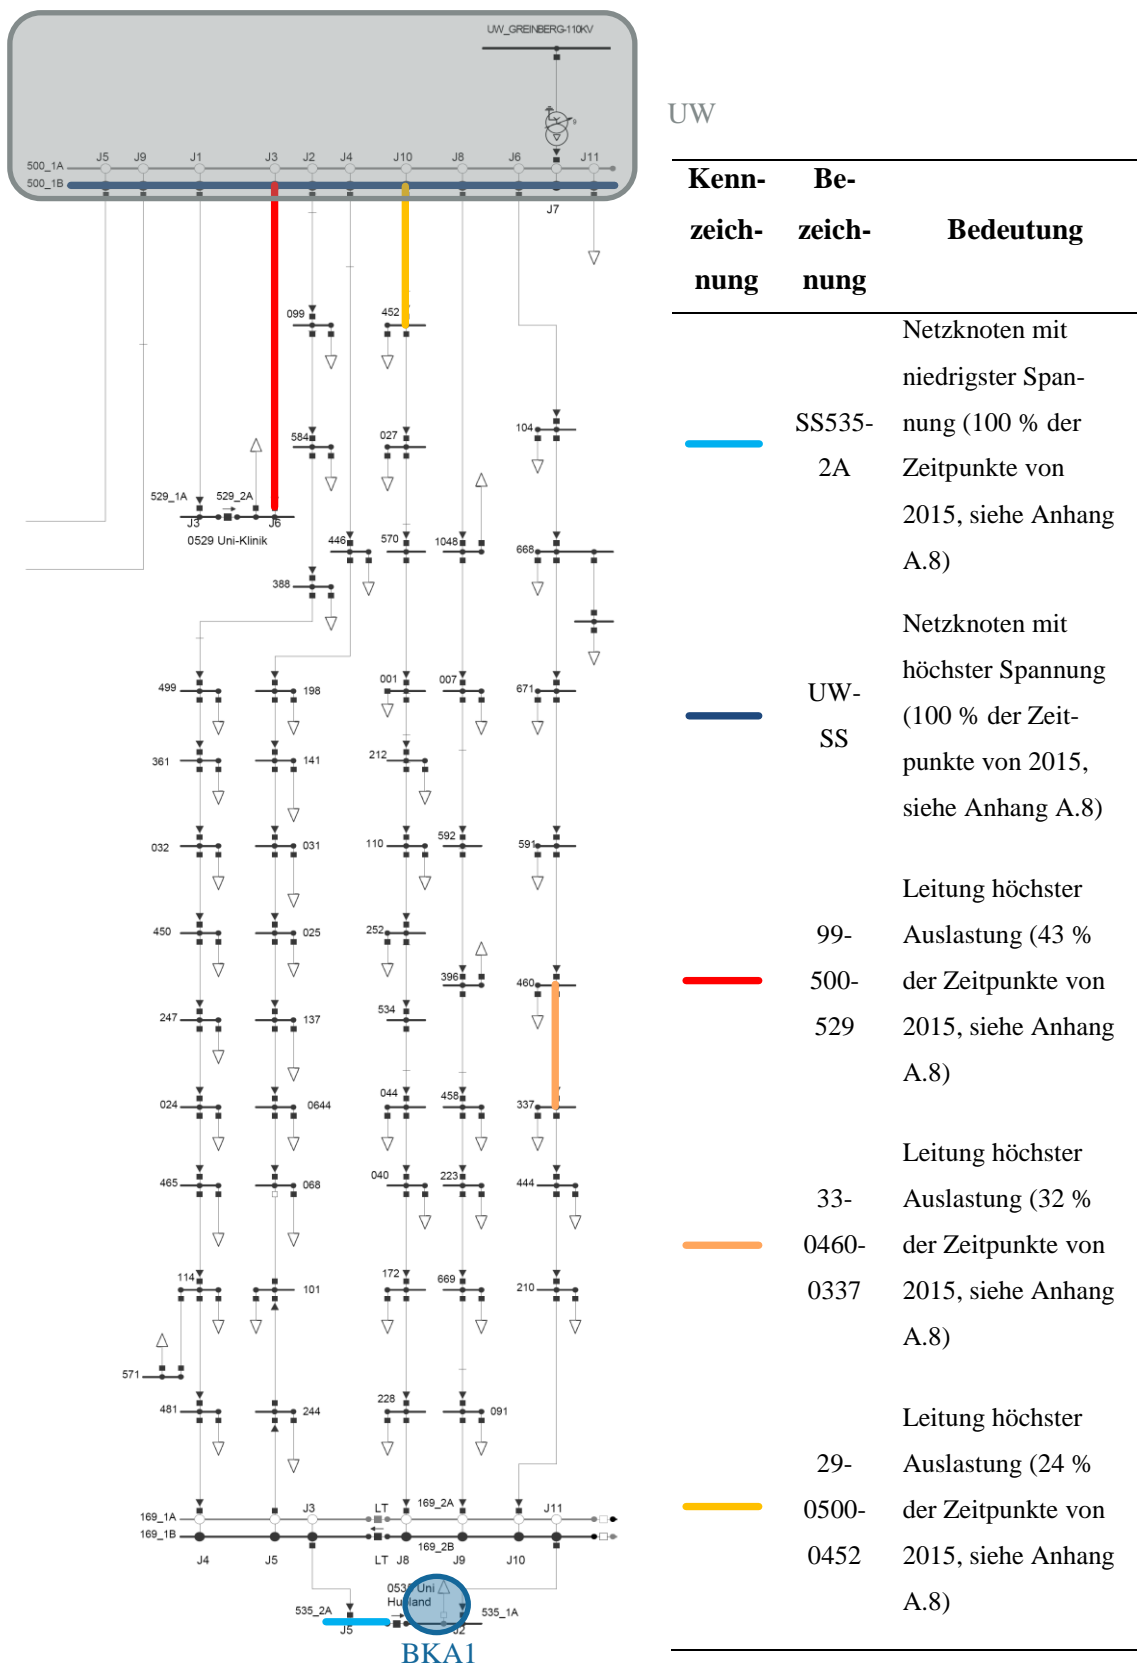 UW_GREINBERG-110KV
9
UW
J5 J9 J1 J3 J2 J4 J10 J8 J6 J11
500_1A
500_1B
J7
099 452
584 027 104
529_1A 529_2A
J3 J6
0529 Uni-Klinik
446 570 1048 668
388
499 198 001 007 671
361 141 212
032 031 110 592 591
450 025 252
396 460
247 137 534
024 0644 044 458 337
465 068 040 223 444
114 101 172 669 210
571
481 244 228 091
J3 LT 169_2A J11
169_1A
169_1B
169_2B
J4 J5 LT J8 J9 J10
0535 Uni
Hubland
535_2A 535_1A
J5 J2
BKA1
Kenn-
zeich-
nung
Be-
zeich-
nung
Bedeutung
SS535-
2A
Netzknoten mit
niedrigster Span-
nung (100 % der
Zeitpunkte von
2015, siehe Anhang
A.8)
UW-
SS
Netzknoten mit
höchster Spannung
(100 % der Zeit-
punkte von 2015,
siehe Anhang A.8)
99-
500-
529
Leitung höchster
Auslastung (43 %
der Zeitpunkte von
2015, siehe Anhang
A.8)
33-
0460-
0337
Leitung höchster
Auslastung (32 %
der Zeitpunkte von
2015, siehe Anhang
A.8)
29-
0500-
0452
Leitung höchster
Auslastung (24 %
der Zeitpunkte von
2015, siehe Anhang
A.8)